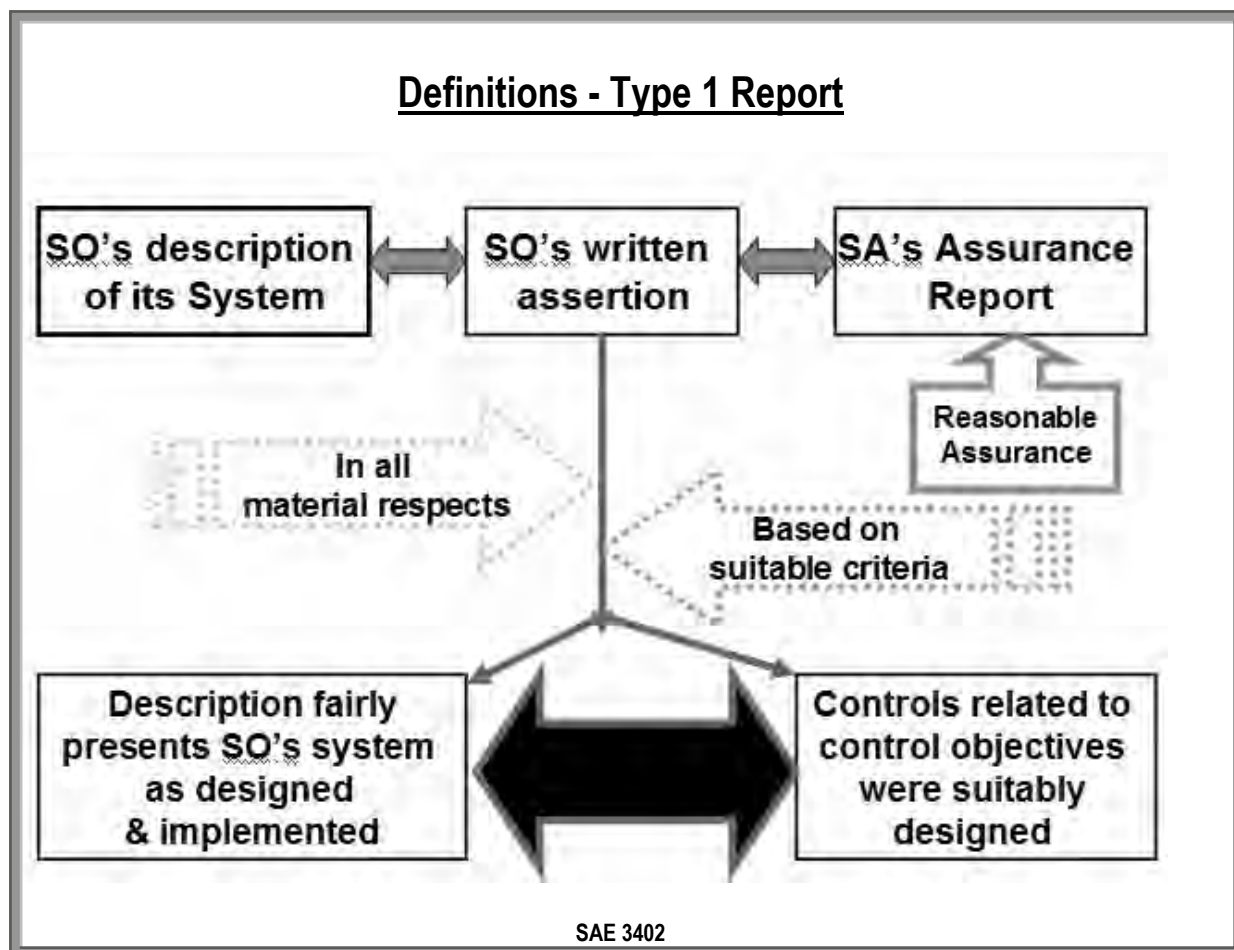 Definitions - Type 1 Report
SO's description
of its System
SO's written
assertion
SA's Assurance
Report
Reasonable
Assurance
In all
material respects
Based on
suitable criteria
Description fairly
presents SO's system
as designed
& implemented
Controls related to
control objectives
were suitably
designed
SAE 3402